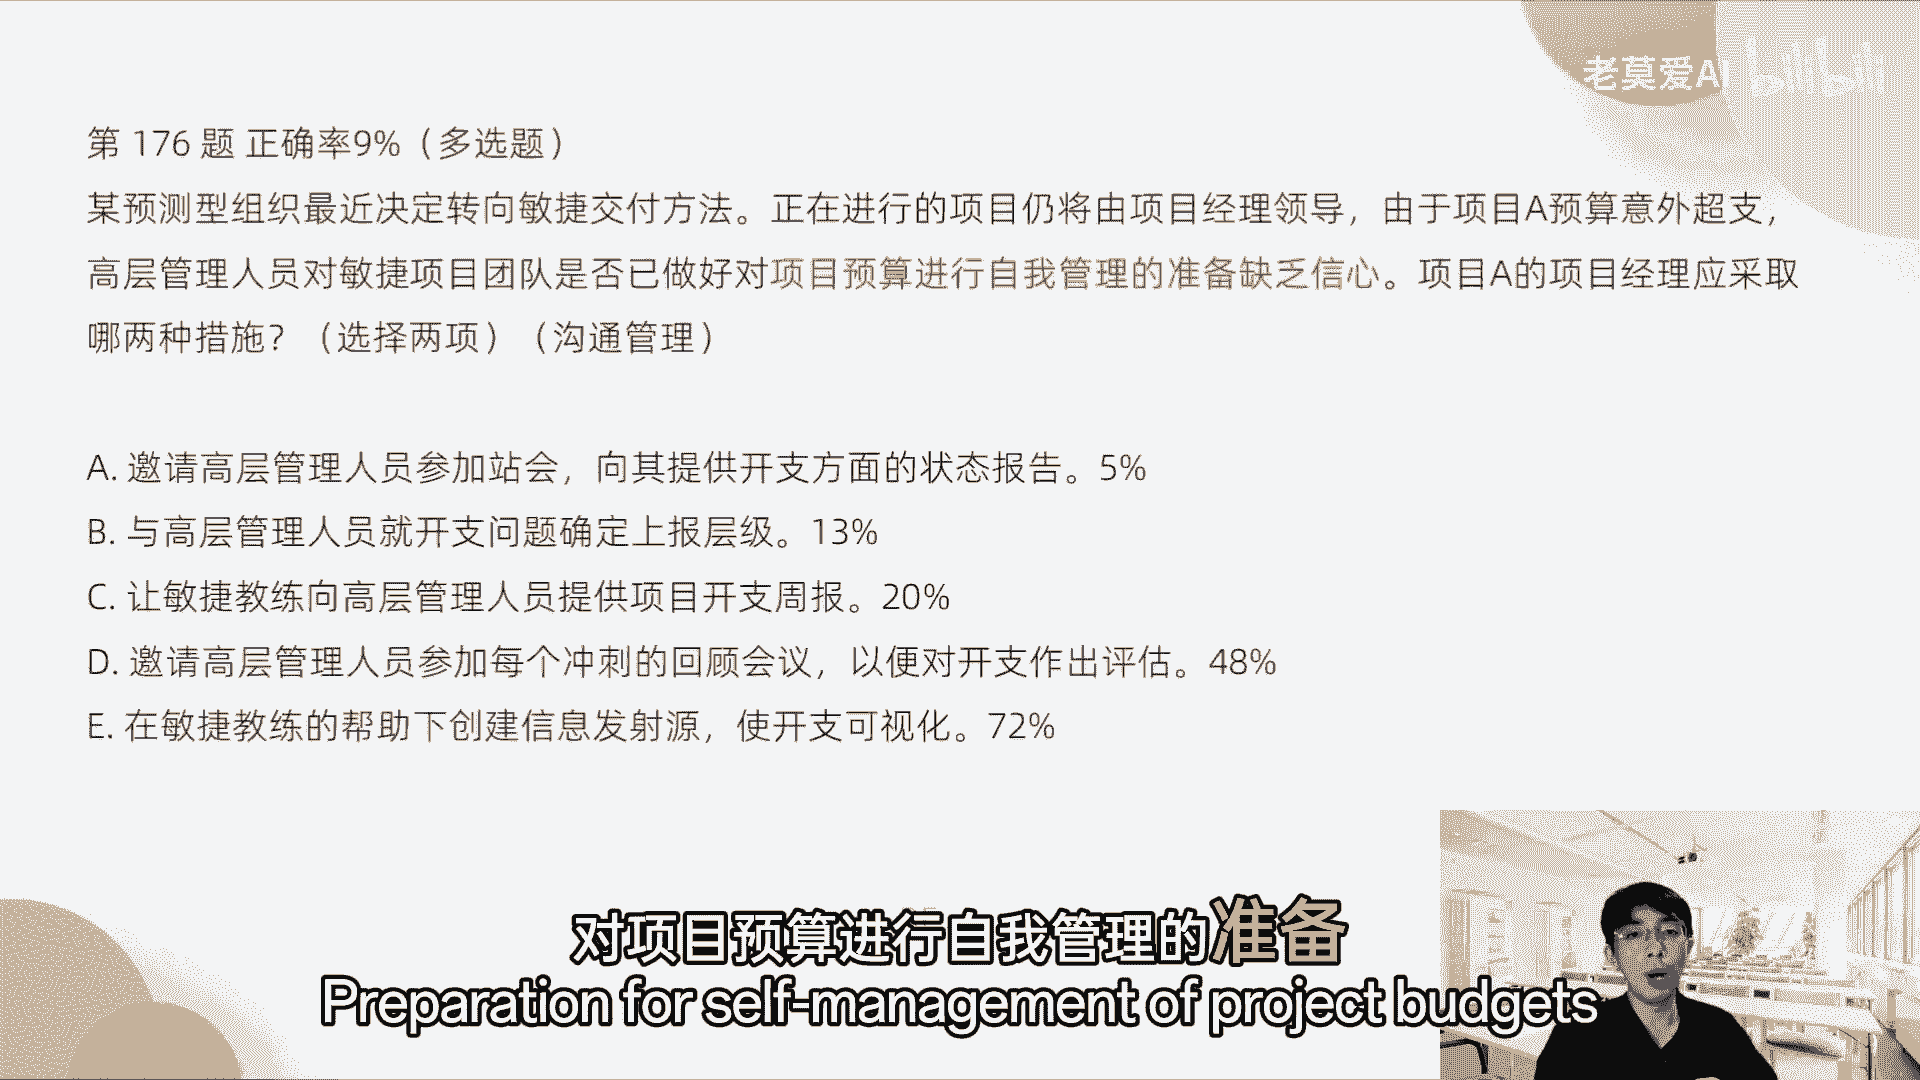 老莫爱AI bilibili
第 176 题 正确率9%（多选题）
某预测型组织最近决定转向敏捷交付方法。正在进行的项目仍将由项目经理领导，由于项目A预算意外超支，
高层管理人员对敏捷项目团队是否已做好对项目预算进行自我管理的准备缺乏信心。项目A的项目经理应采取
哪两种措施？（选择两项）（沟通管理）
A. 邀请高层管理人员参加站会，向其提供开支方面的状态报告。5%
B. 与高层管理人员就开支问题确定上报层级。13%
C. 让敏捷教练向高层管理人员提供项目开支周报。20%
D. 邀请高层管理人员参加每个冲刺的回顾会议，以便对开支作出评估。48%
E. 在敏捷教练的帮助下创建信息发射源，使开支可视化。72%
对项目预算进行自我管理的准备
Preparation for self-management of project budgets